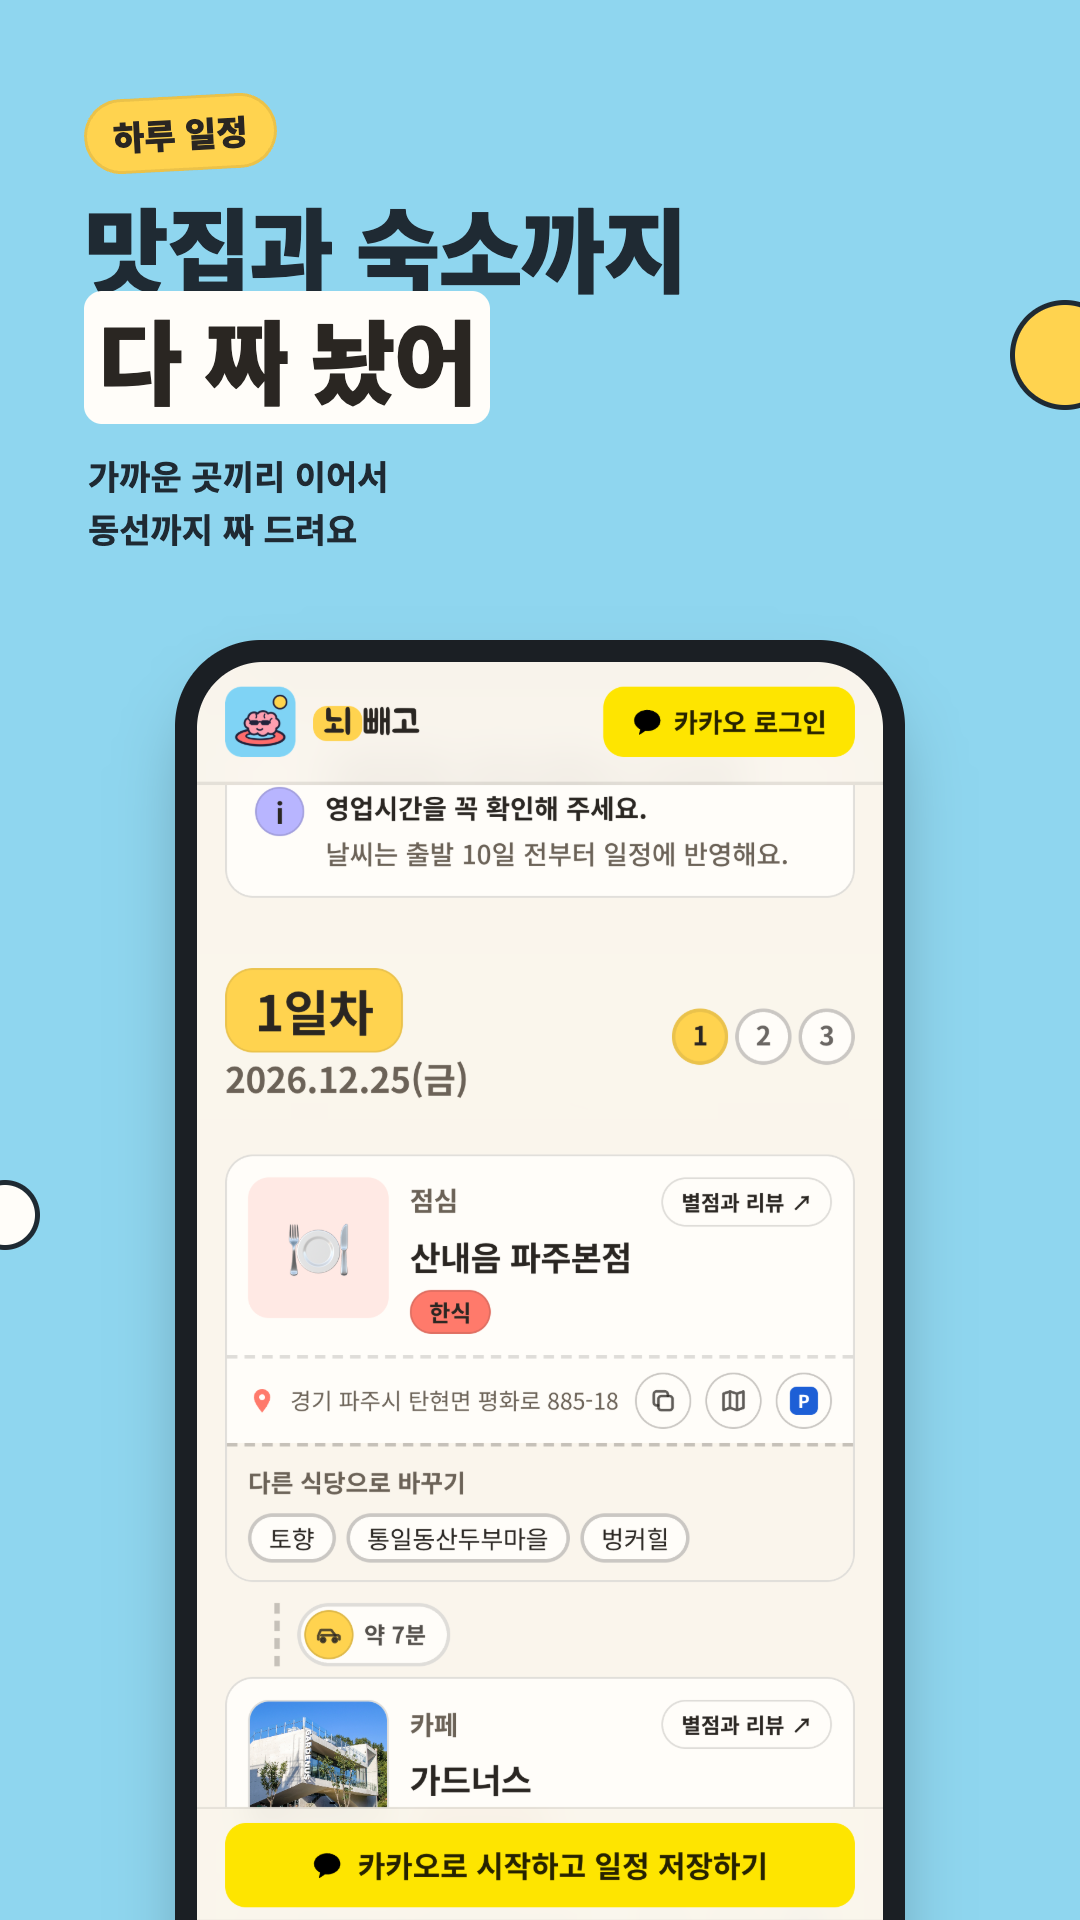 하루 일정
맛집과 숙소까지
다 짜 놨어
가까운 곳끼리 이어서
동선까지 짜 드려요
뇌 빼고
카카오 로그인
i
영업시간을 꼭 확인해 주세요.
날씨는 출발 10일 전부터 일정에 반영해요.
1일차
1 2 3
2026.12.25(금)
점심
별점과 리뷰 ↗
산내음 파주본점
한식
경기 파주시 탄현면 평화로 885-18
P
다른 식당으로 바꾸기
토향 통일동산두부마을 벙커힐
약 7분
카페
별점과 리뷰 ↗
가드너스
카카오로 시작하고 일정 저장하기